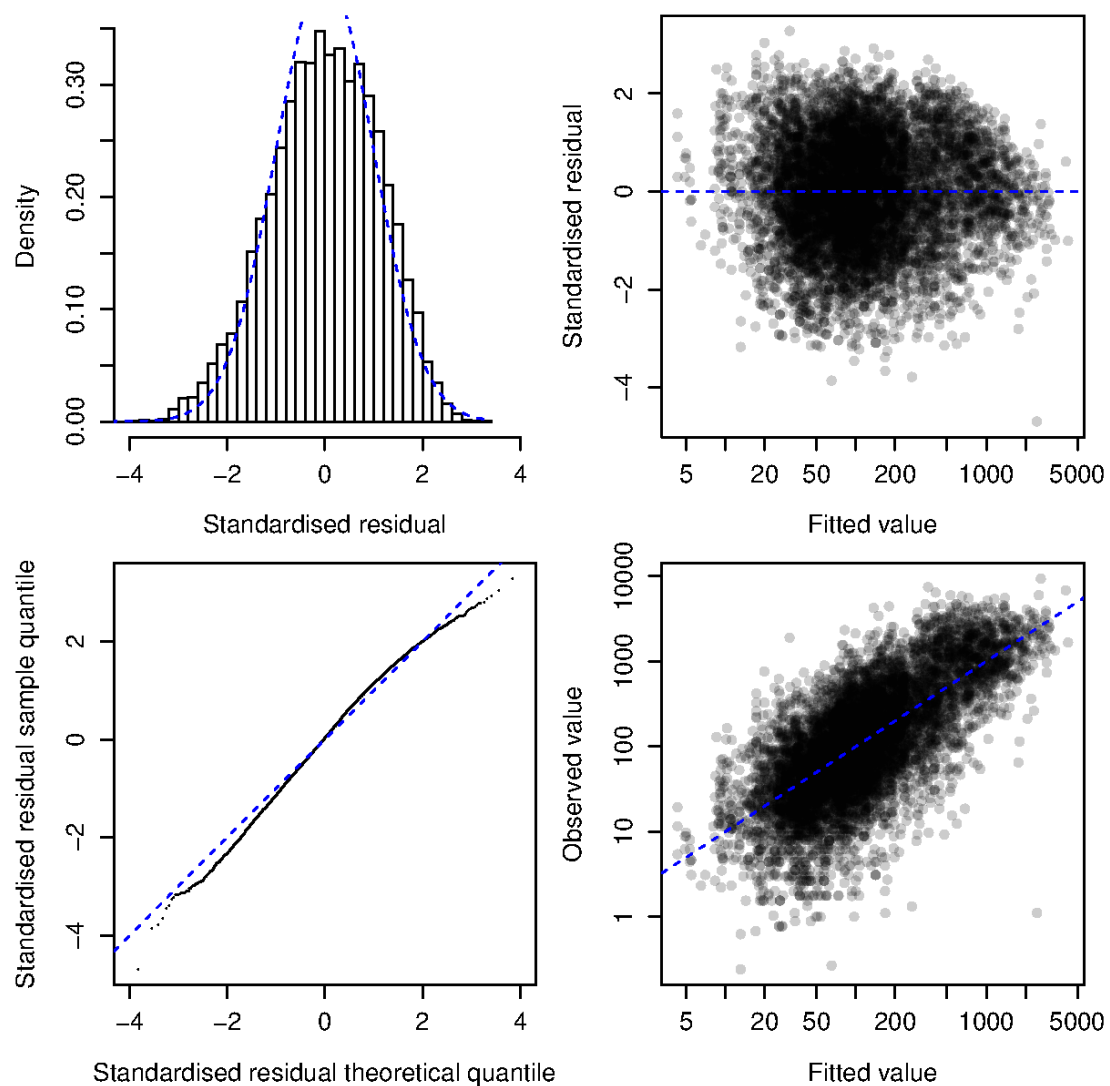 Density
0.00 0.10 0.20 0.30
−4 −2 0 2 4
Standardised residual
Standardised residual
−4 −2 0 2
5 20 50 200 1000 5000
Fitted value
Standardised residual sample quantile
−4 −2 0 2
−4 −2 0 2 4
Standardised residual theoretical quantile
Observed value
1 10 100 1000 10000
5 20 50 200 1000 5000
Fitted value